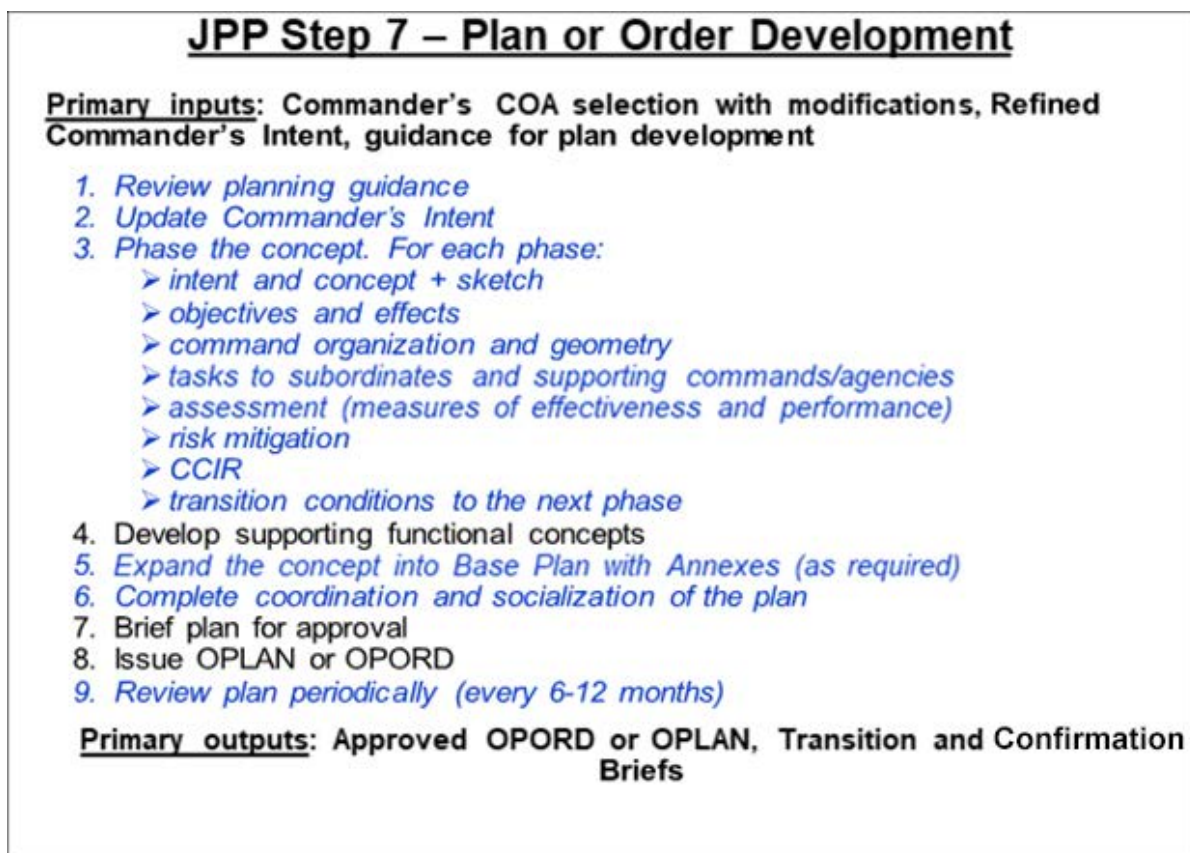 JPP Step 7 – Plan or Order Development
Primary inputs: Commander's COA selection with modifications, Refined
Commander's Intent, guidance for plan development
1. Review planning guidance
2. Update Commander's Intent
3. Phase the concept. For each phase:
➢ intent and concept + sketch
➢ objectives and effects
➢ command organization and geometry
➢ tasks to subordinates and supporting commands/agencies
➢ assessment (measures of effectiveness and performance)
➢ risk mitigation
➢ CCIR
➢ transition conditions to the next phase
4. Develop supporting functional concepts
5. Expand the concept into Base Plan with Annexes (as required)
6. Complete coordination and socialization of the plan
7. Brief plan for approval
8. Issue OPLAN or OPORD
9. Review plan periodically (every 6-12 months)
Primary outputs: Approved OPORD or OPLAN, Transition and Confirmation
Briefs